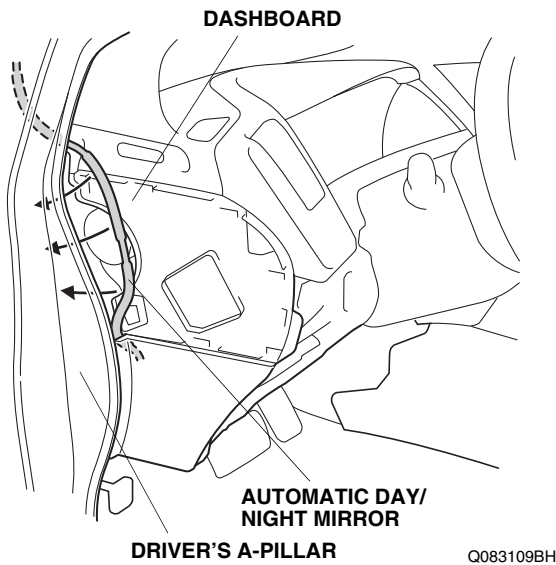 DASHBOARD
AUTOMATIC DAY/
NIGHT MIRROR
DRIVER'S A-PILLAR
Q083109BH